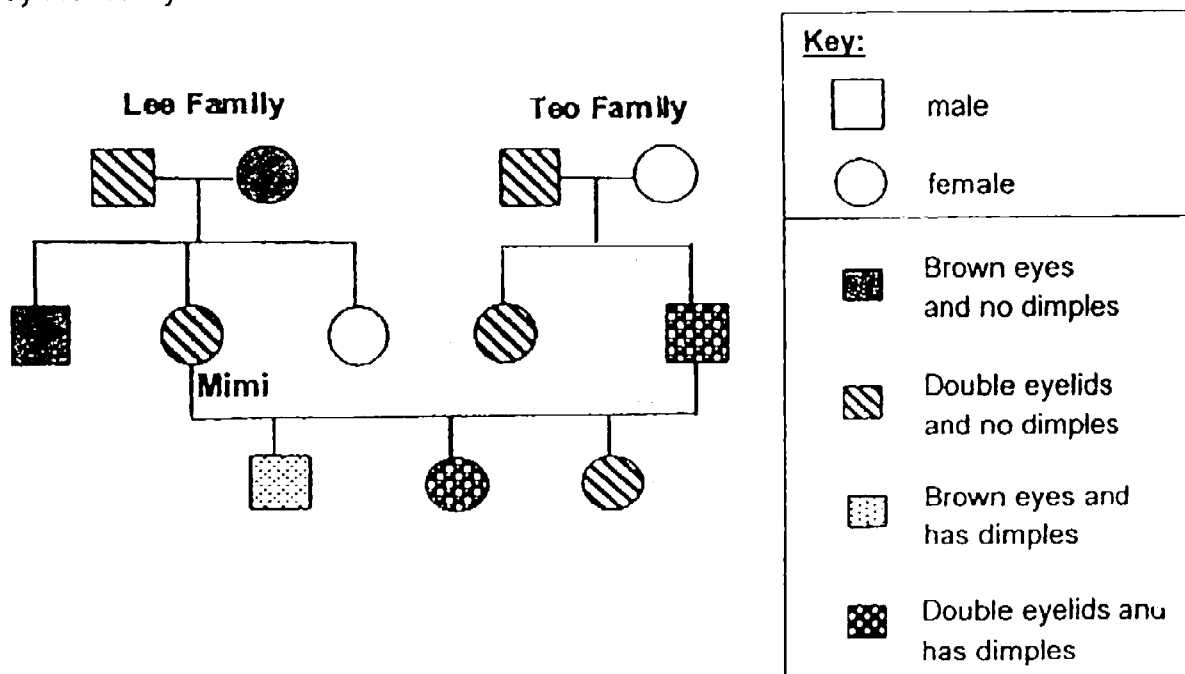 Key:
Lee Family
Teo Family
male
female
Mimi
Brown eyes
and no dimples
Double eyelids
and no dimples
Brown eyes and
has dimples
Double eyelids and
has dimples